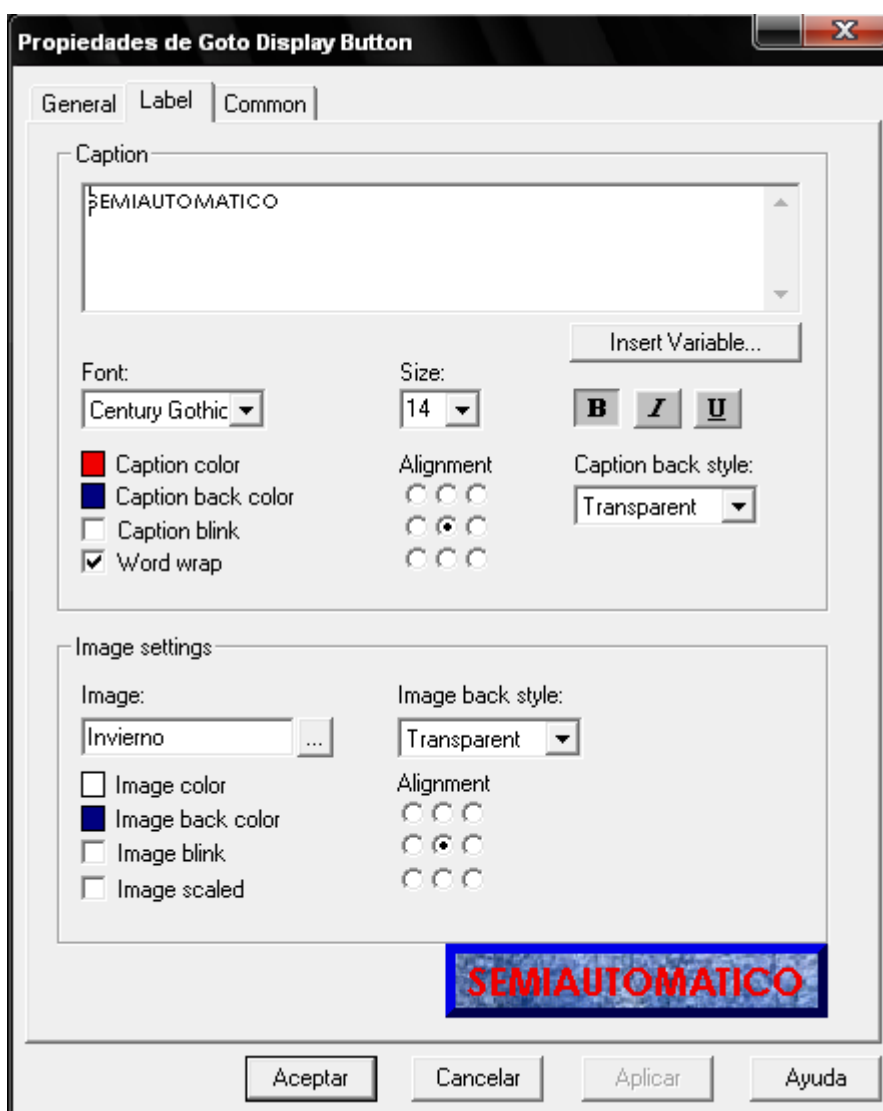 Propiedades de Goto Display Button
X
General Label Common
Caption
SEMIAUTOMATICO
Insert Variable...
Font: Size:
Century Gothic 14 B I U
Caption color Alignment Caption back style:
Caption back color Transparent
Caption blink
Word wrap
Image settings
Image: Image back style:
Invierno ... Transparent
Image color Alignment
Image back color
Image blink
Image scaled
SEMIAUTOMATICO
Aceptar Cancelar Aplicar Ayuda